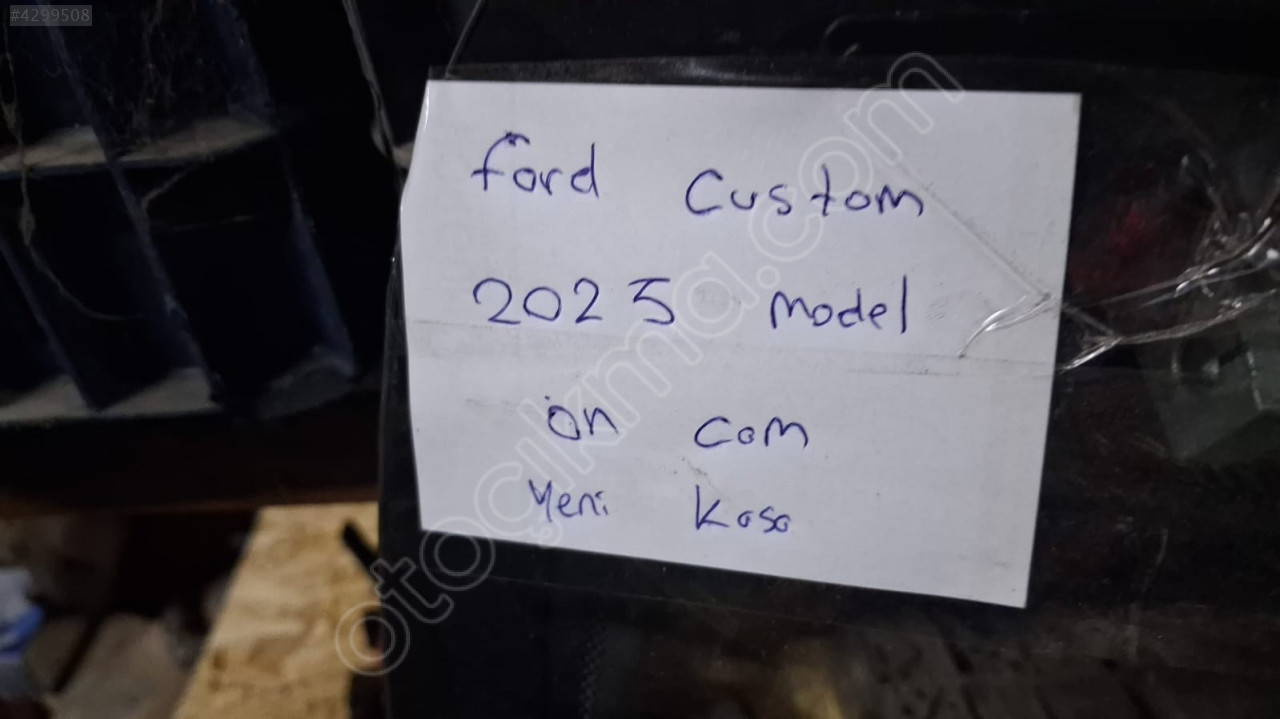 #4299508
ford Custom
2025 model
ön cam
Yeni Kasa
otocikma.com